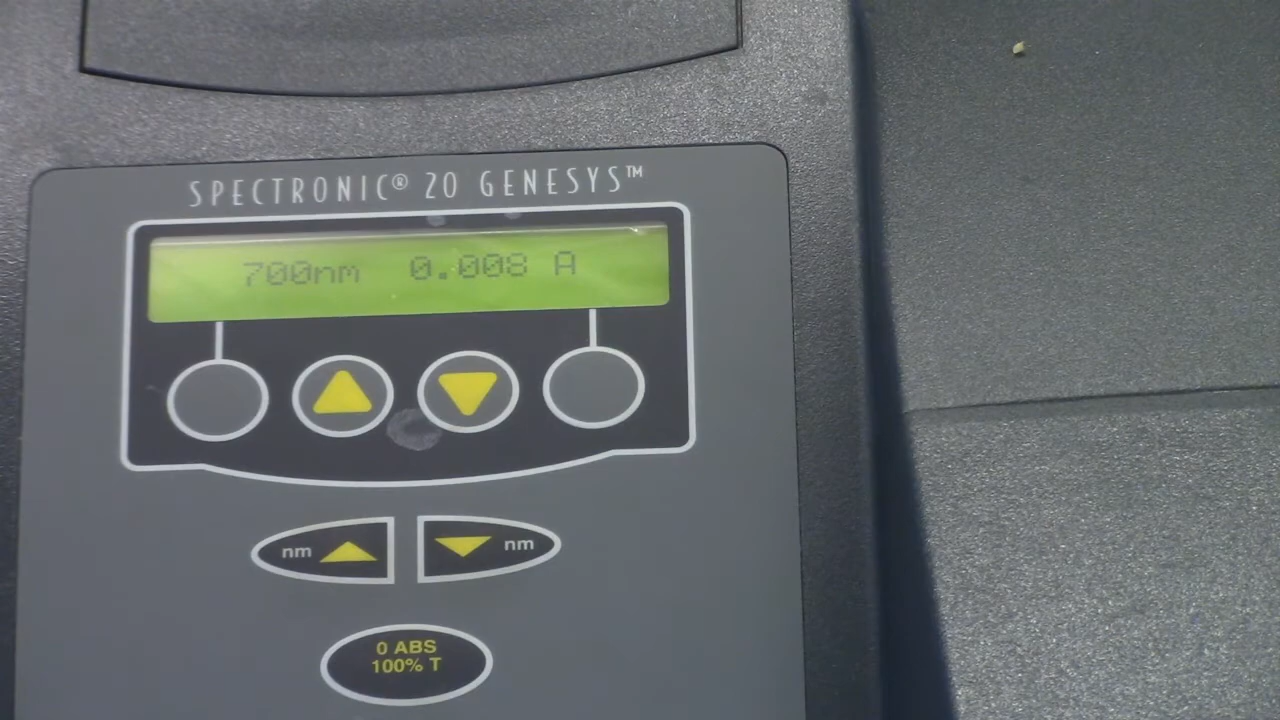 SPECTRONIC® 20 GENESYS™
700nm 0.008 A
nm nm
0 ABS
100% T